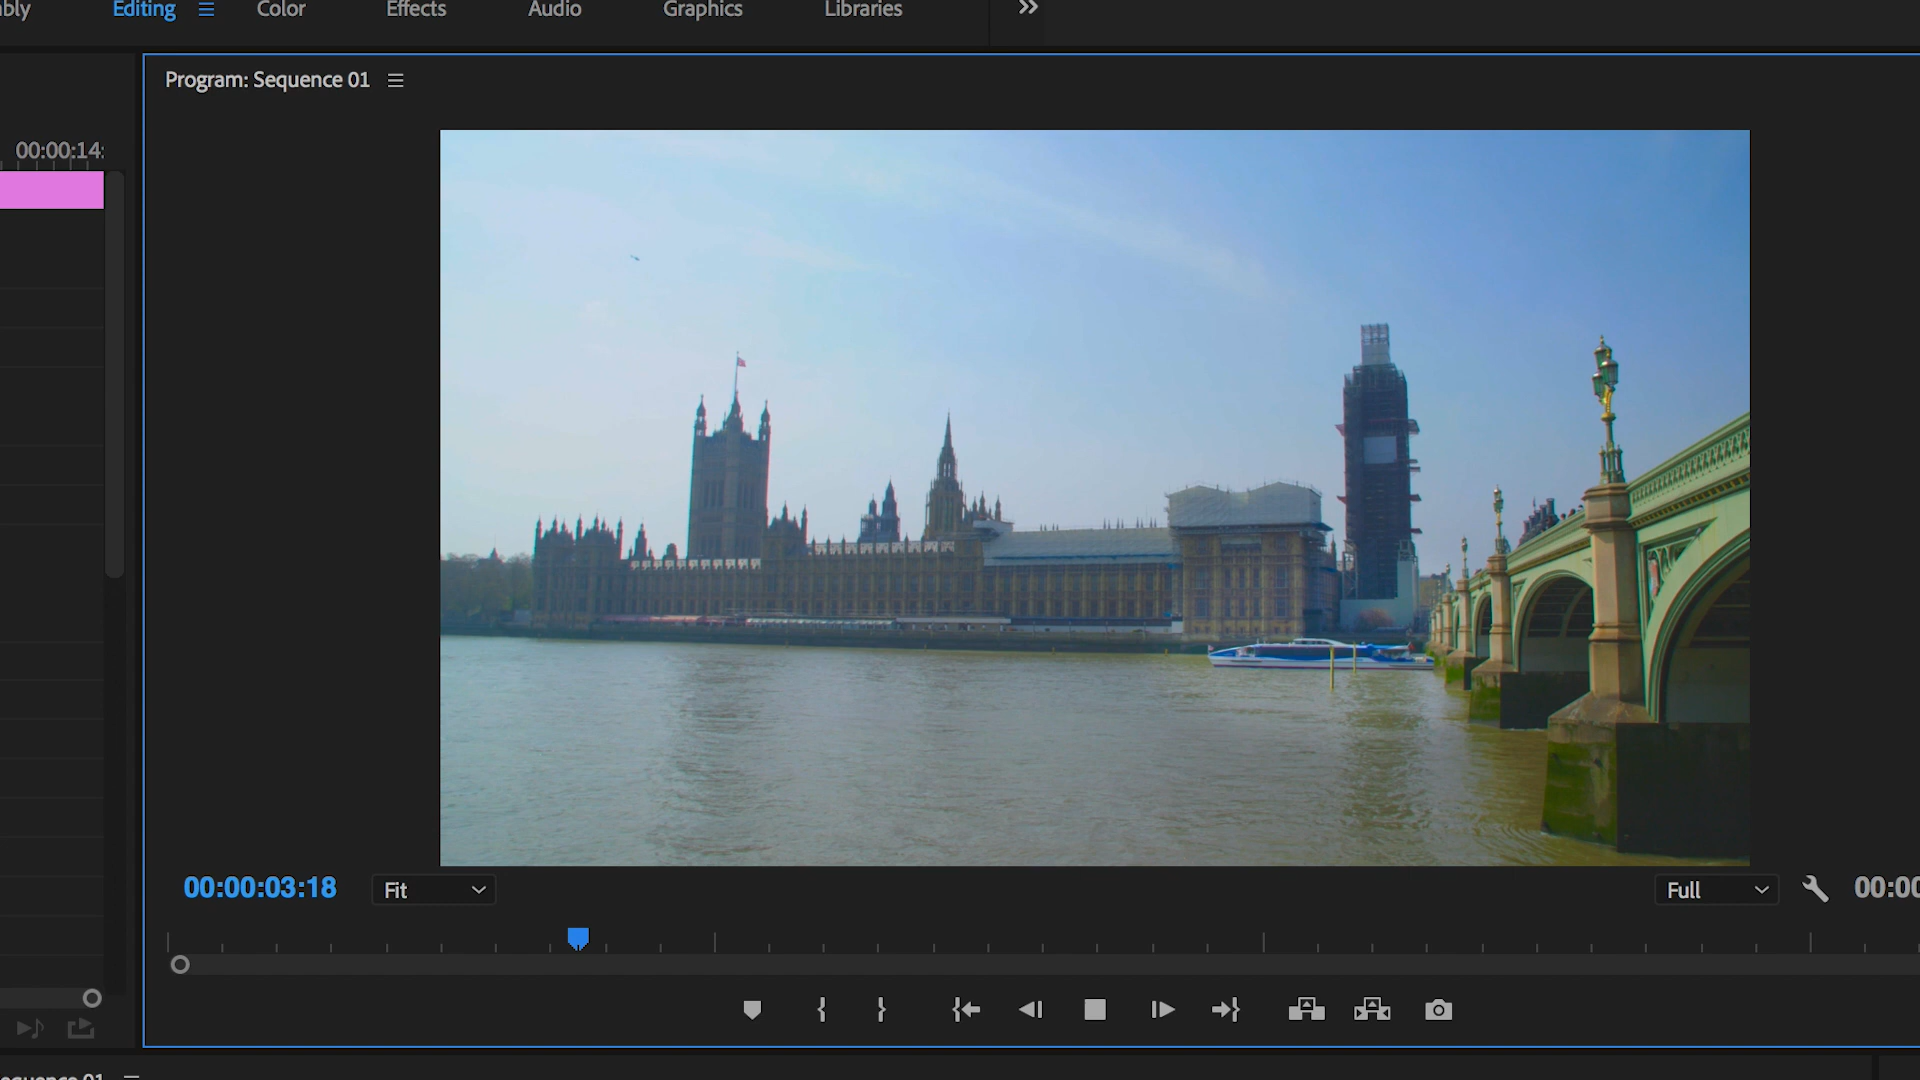 Editing
Color
Effects
Audio
Graphics
Libraries
Program: Sequence 01
00:00:14:
00:00:03:18
Fit
Full
00:00